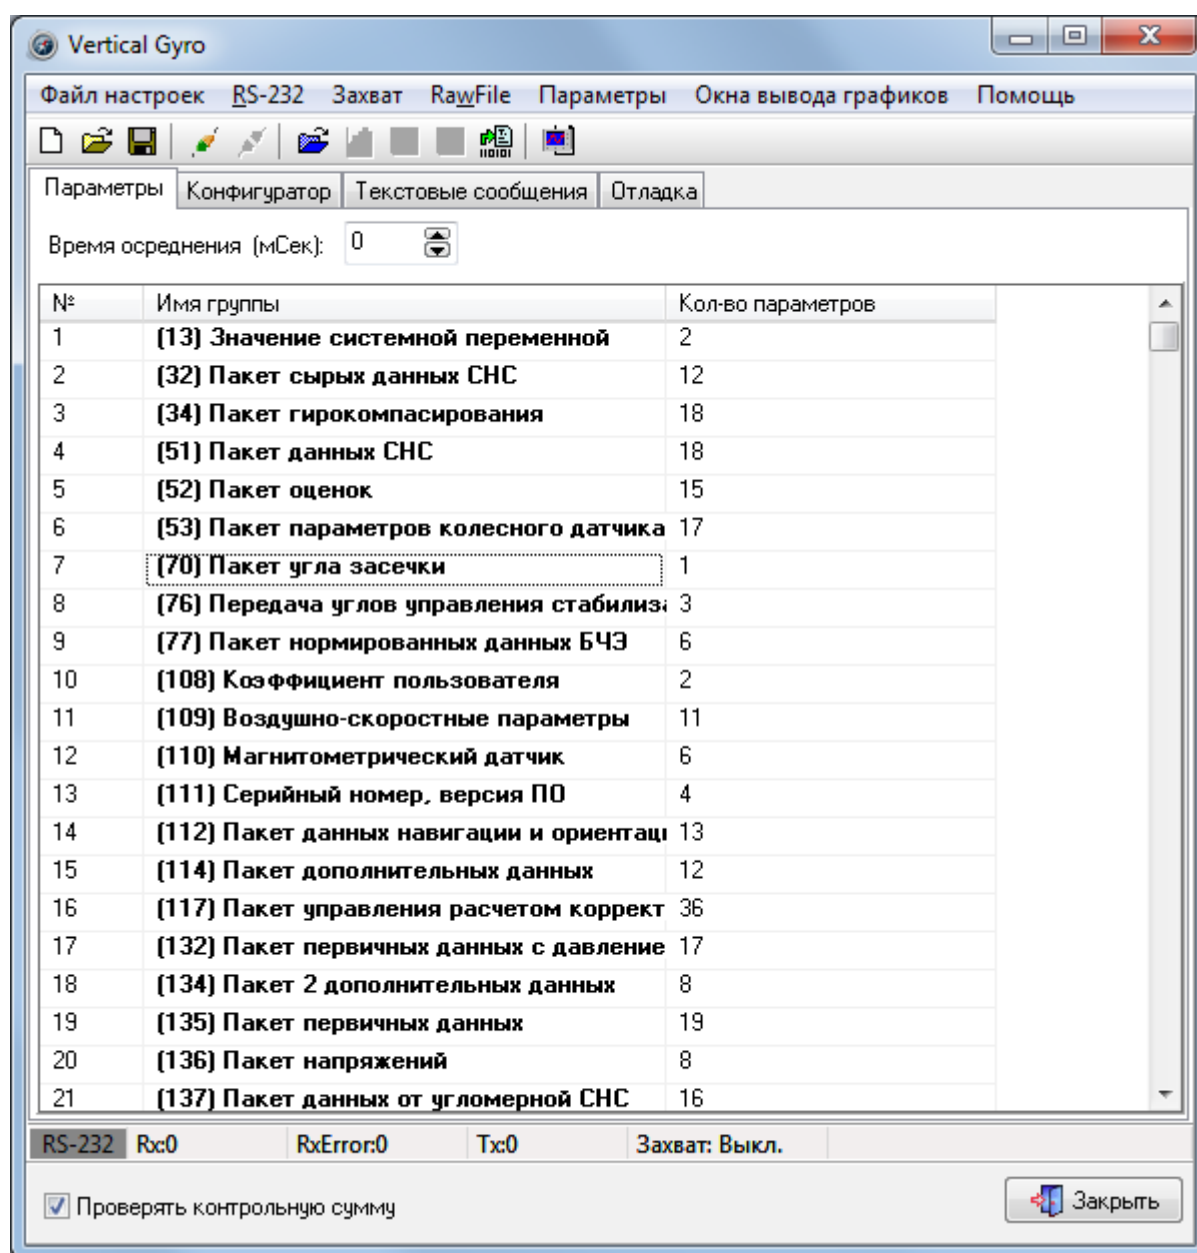 Vertical Gyro
Файл настроек RS-232 Захват RawFile Параметры Окна вывода графиков Помощь
Параметры Конфигуратор Текстовые сообщения Отладка
Время осреднения (мСек): 0
№ Имя группы Кол-во параметров
1 (13) Значение системной переменной 2
2 (32) Пакет сырых данных СНС 12
3 (34) Пакет гирокомпасирования 18
4 (51) Пакет данных СНС 18
5 (52) Пакет оценок 15
6 (53) Пакет параметров колесного датчика 17
7 (70) Пакет угла засечки 1
8 (76) Передача углов управления стабилиза 3
9 (77) Пакет нормированных данных БЧЭ 6
10 (108) Коэффициент пользователя 2
11 (109) Воздушно-скоростные параметры 11
12 (110) Магнитометрический датчик 6
13 (111) Серийный номер, версия ПО 4
14 (112) Пакет данных навигации и ориентаци 13
15 (114) Пакет дополнительных данных 12
16 (117) Пакет управления расчетом коррект 36
17 (132) Пакет первичных данных с давление 17
18 (134) Пакет 2 дополнительных данных 8
19 (135) Пакет первичных данных 19
20 (136) Пакет напряжений 8
21 (137) Пакет данных от угломерной СНС 16
RS-232 Rx:0 RxError:0 Tx:0 Захват: Выкл.
Проверять контрольную сумму Закрыть